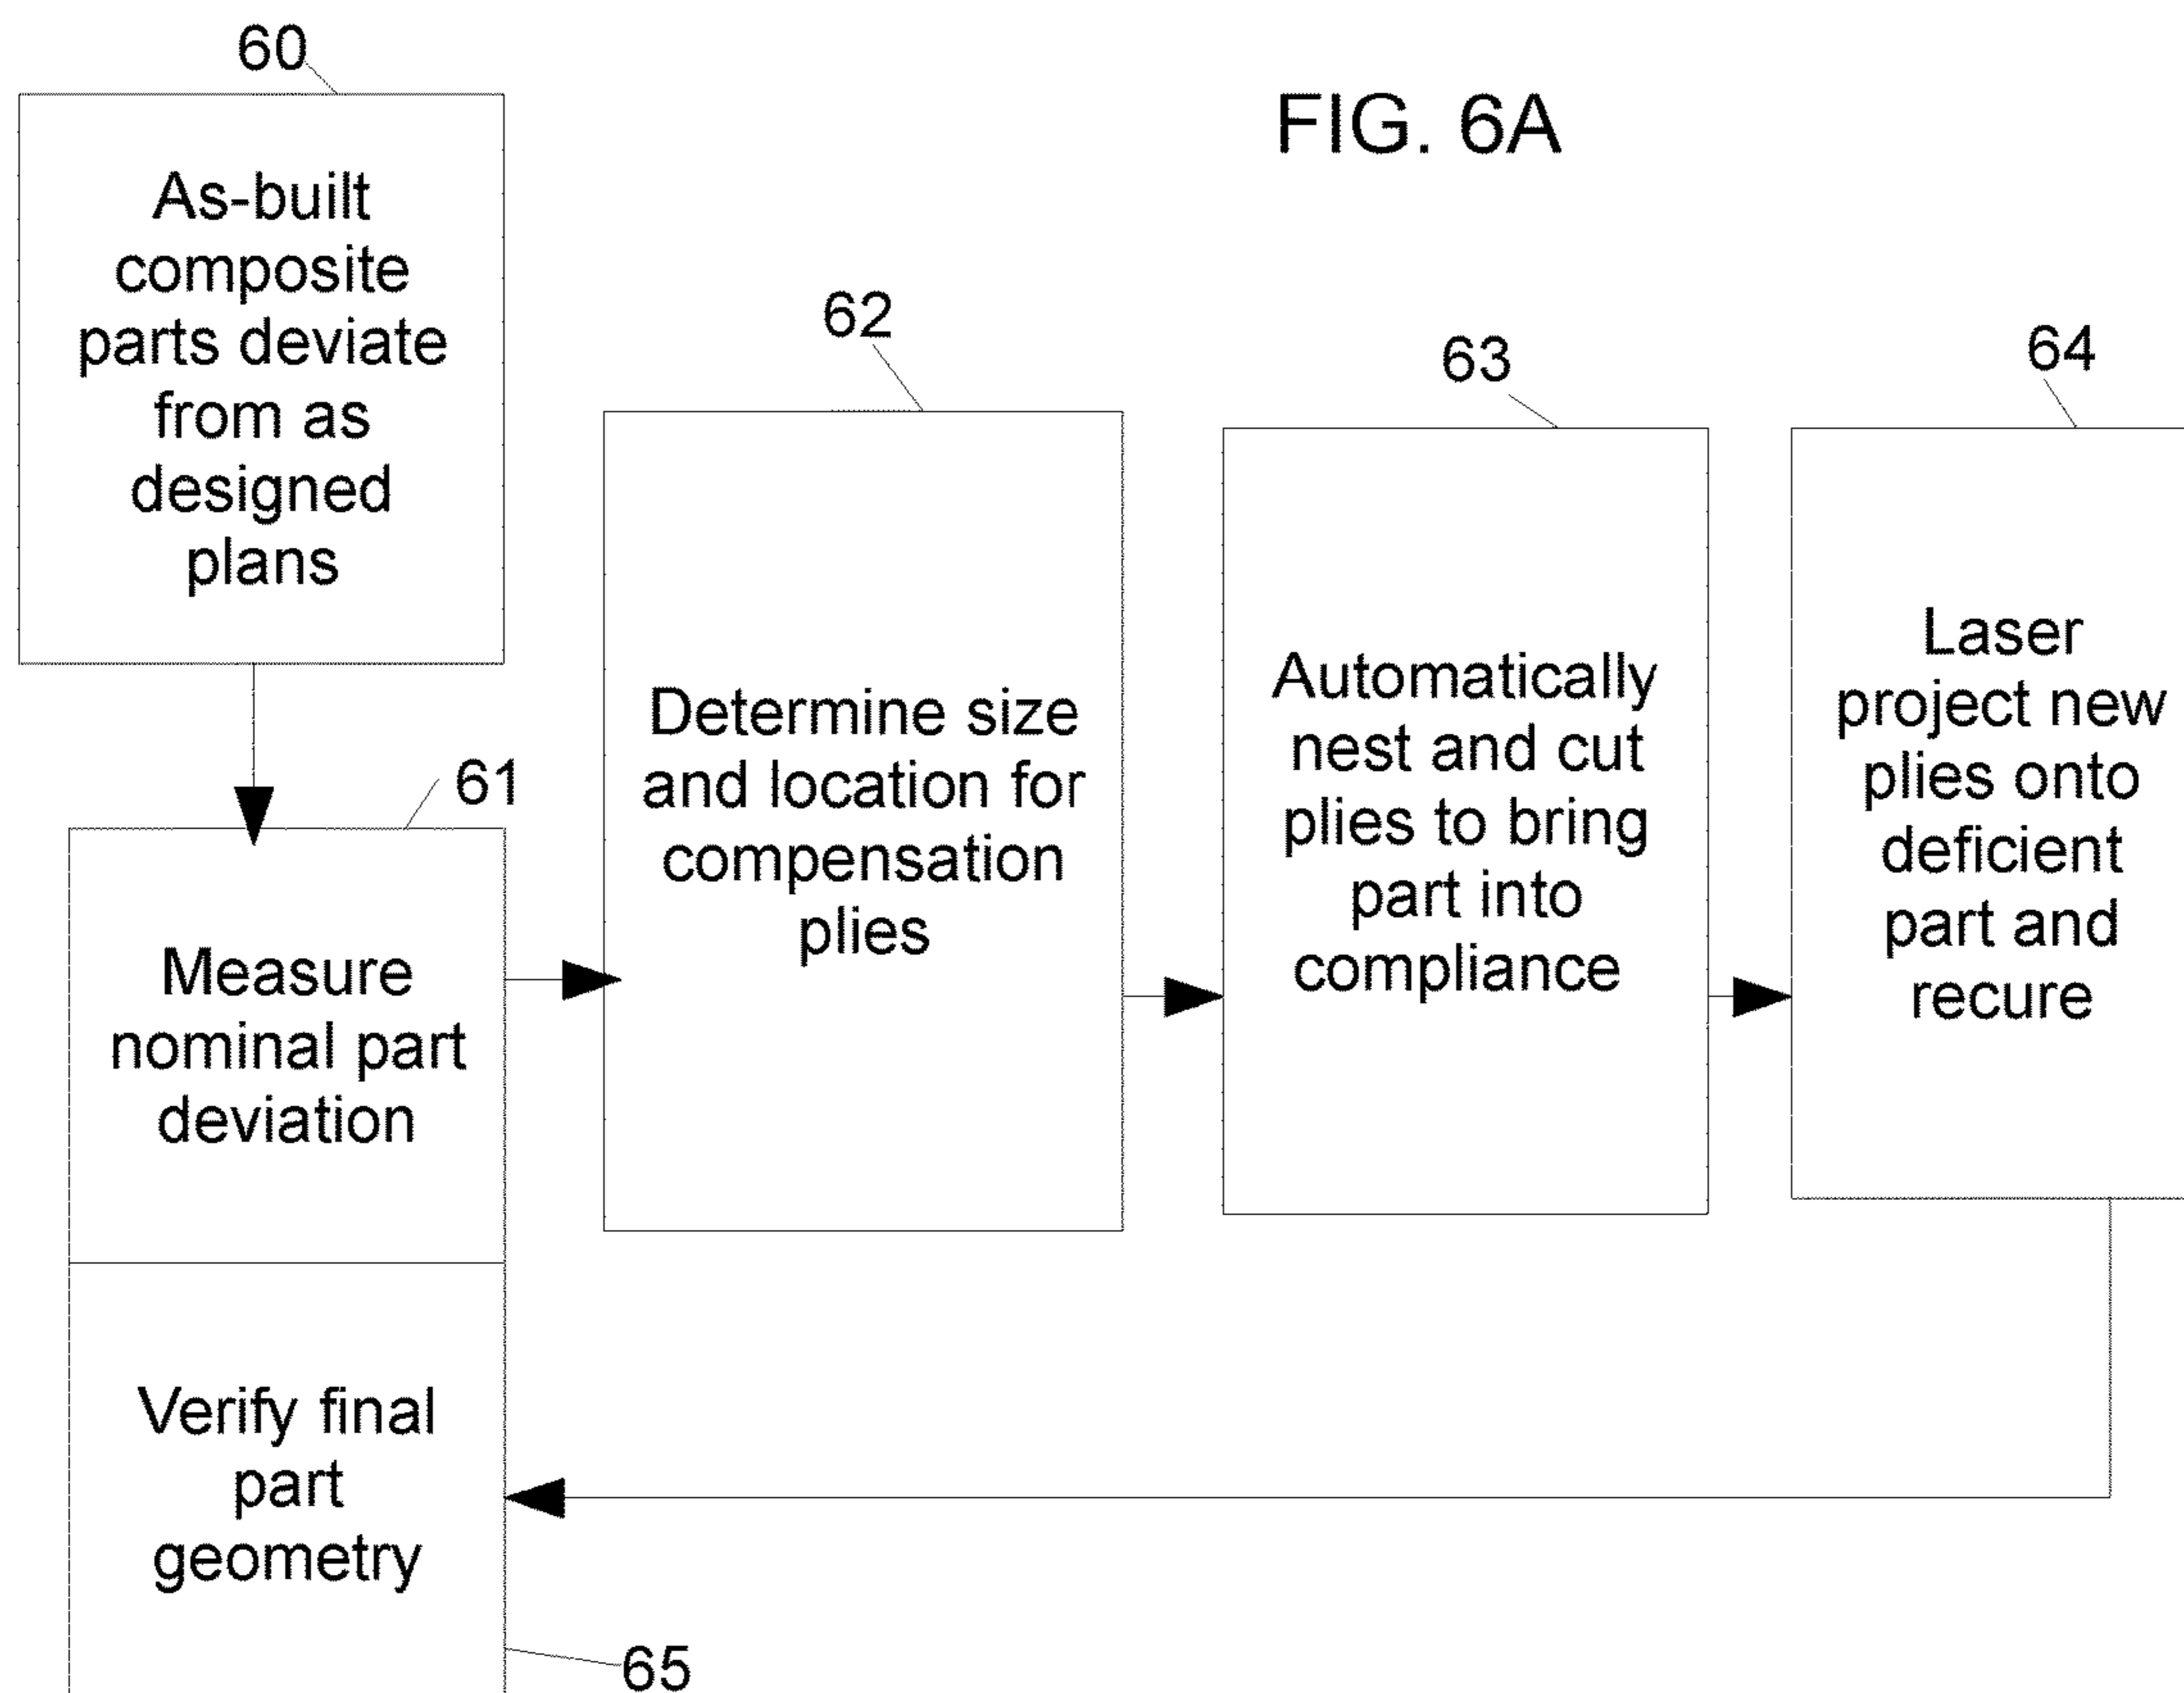 60
FIG. 6A
As-built
composite
parts deviate
from as
designed
plans
62
63
64
61
Measure
nominal part
deviation
Determine size
and location for
compensation
plies
Automatically
nest and cut
plies to bring
part into
compliance
Laser
project new
plies onto
deficient
part and
recure
Verify final
part
geometry
65